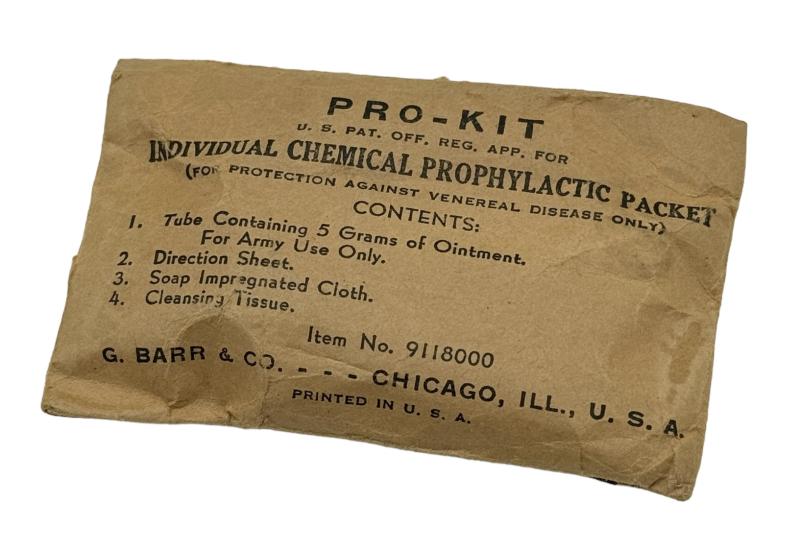 PRO-KIT
U. S. PAT. OFF. REG. APP. FOR
INDIVIDUAL CHEMICAL PROPHYLACTIC PACKET
(FOR PROTECTION AGAINST VENEREAL DISEASE ONLY)
CONTENTS:
1. Tube Containing 5 Grams of Ointment.
For Army Use Only.
2. Direction Sheet.
3. Soap Impregnated Cloth.
4. Cleansing Tissue.
Item No. 9118000
G. BARR & CO. - - - CHICAGO, ILL., U. S. A.
PRINTED IN U. S. A.